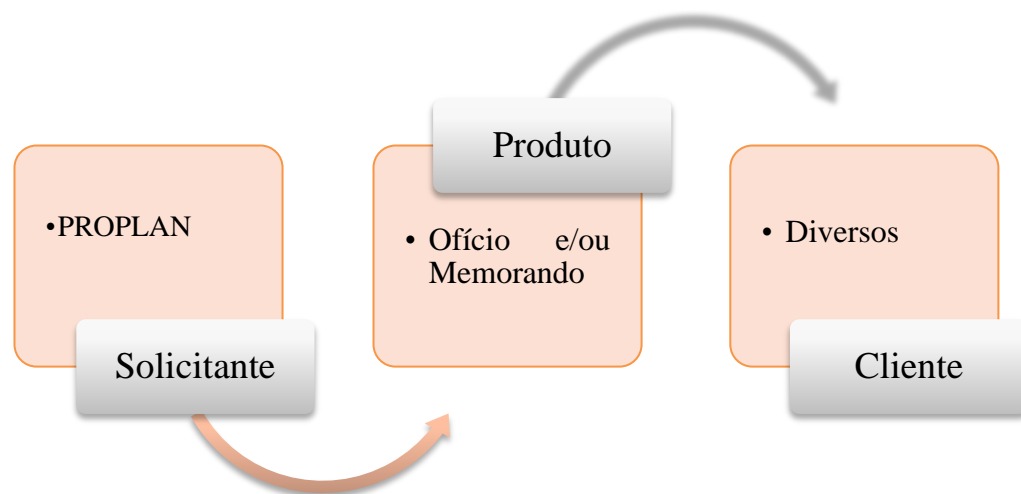 •PROPLAN
Solicitante
Produto
• Ofício e/ou
Memorando
• Diversos
Cliente